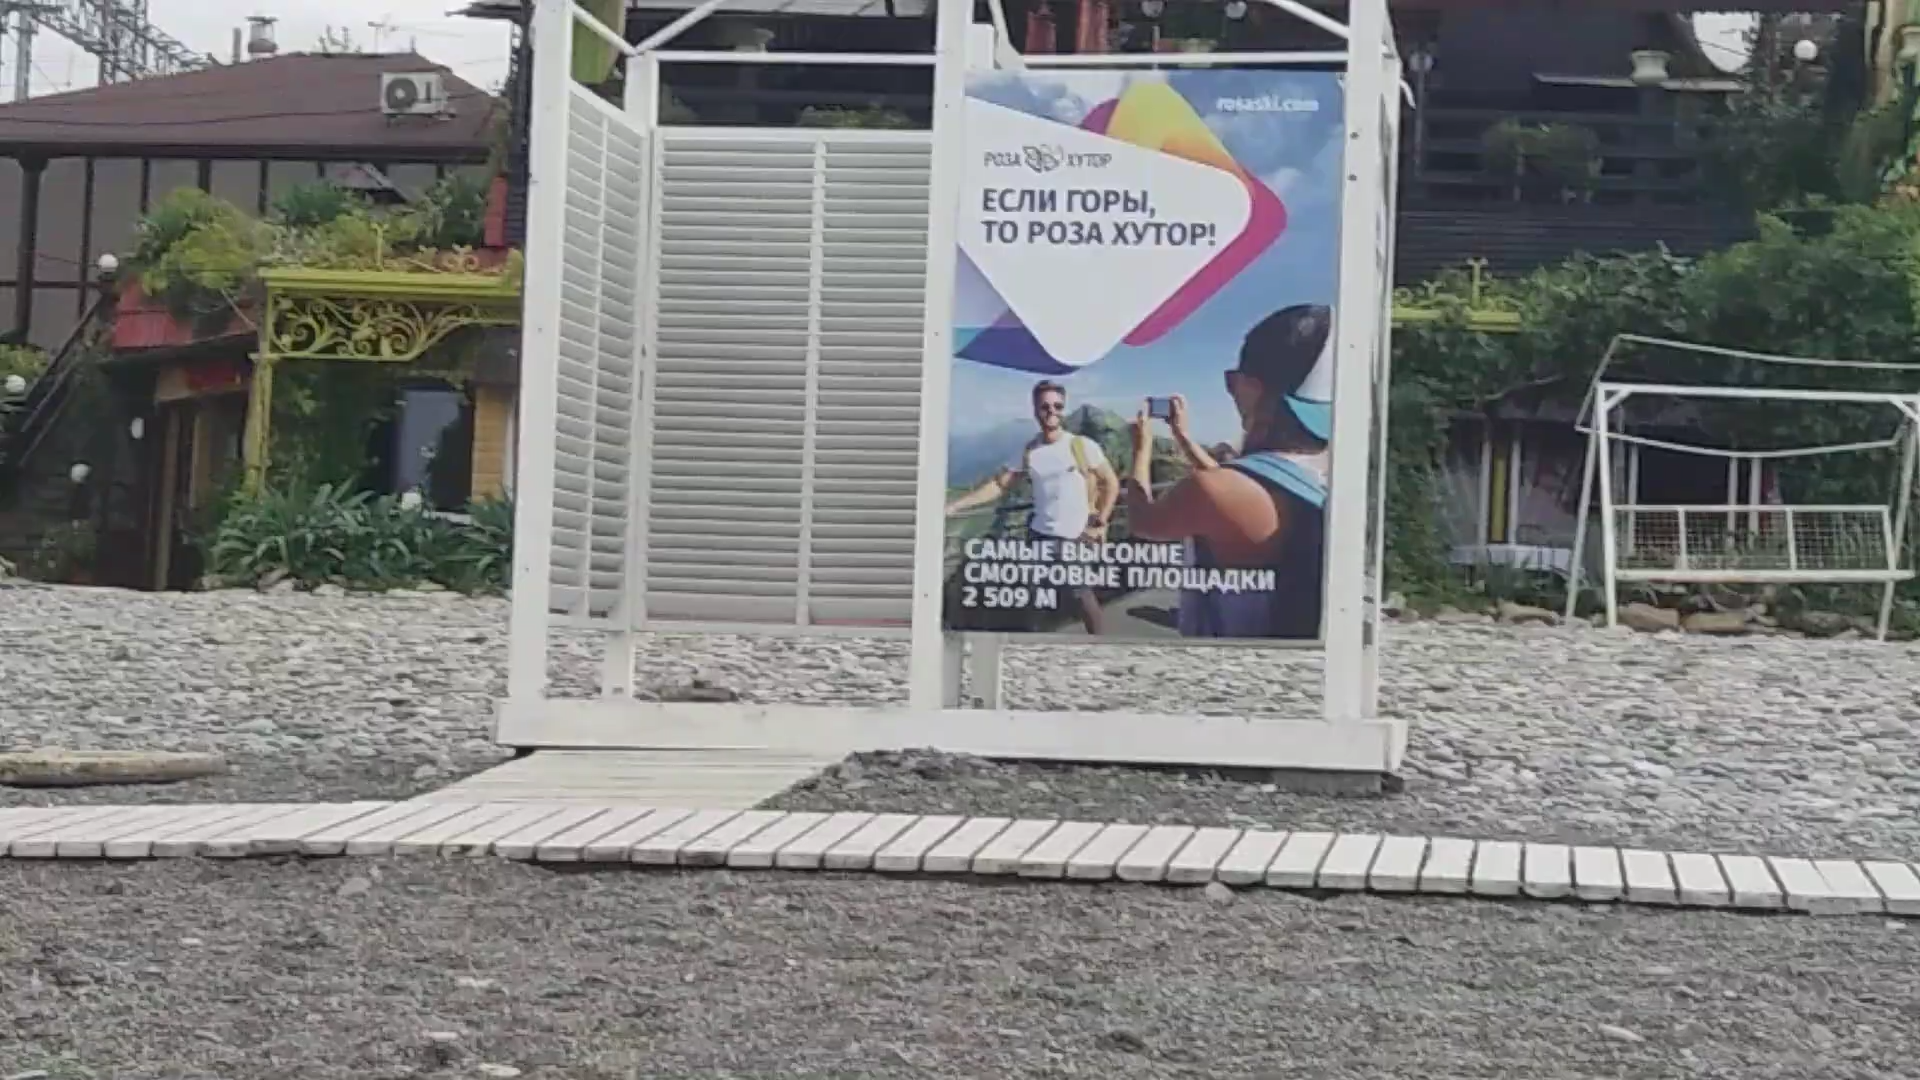 rosaski.com
РОЗА ХУТОР
ЕСЛИ ГОРЫ,
ТО РОЗА ХУТОР!
САМЫЕ ВЫСОКИЕ
СМОТРОВЫЕ ПЛОЩАДКИ
2 509 М